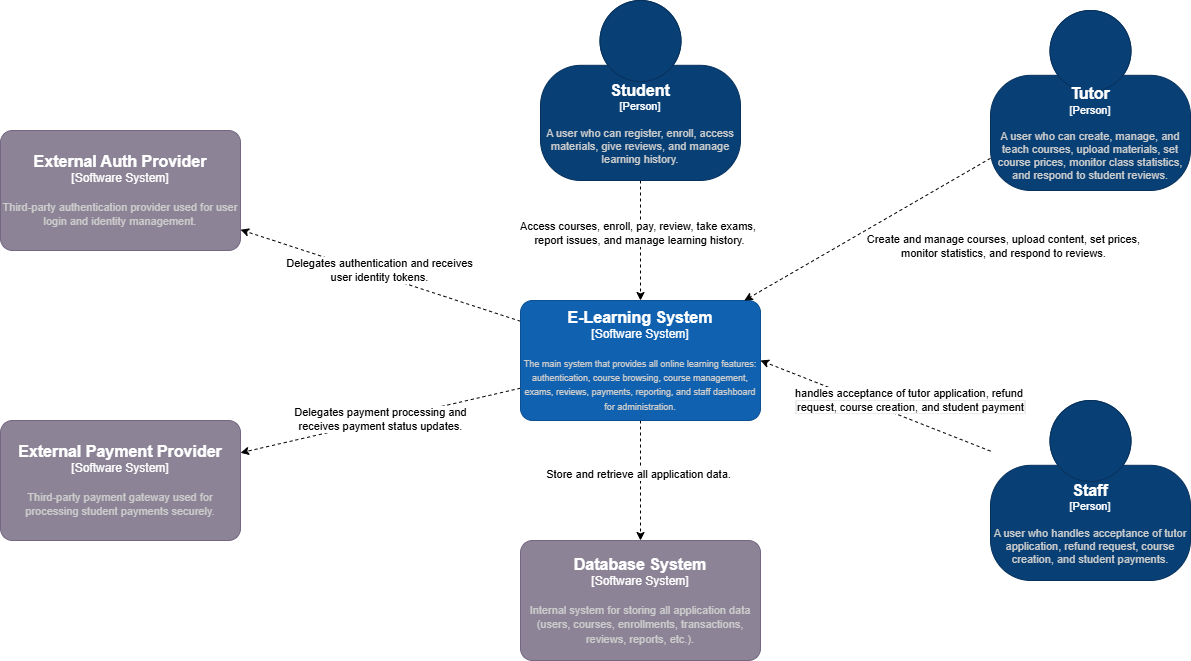 Student
[Person]
A user who can register, enroll, access
materials, give reviews, and manage
learning history.
Tutor
[Person]
A user who can create, manage, and
teach courses, upload materials, set
course prices, monitor class statistics,
and respond to student reviews.
External Auth Provider
[Software System]
Third-party authentication provider used for user
login and identity management.
Access courses, enroll, pay, review, take exams,
report issues, and manage learning history.
Create and manage courses, upload content, set prices,
monitor statistics, and respond to reviews.
Delegates authentication and receives
user identity tokens.
E-Learning System
[Software System]
The main system that provides all online learning features:
authentication, course browsing, course management,
exams, reviews, payments, reporting, and staff dashboard
for administration.
handles acceptance of tutor application, refund
request, course creation, and student payment
Delegates payment processing and
receives payment status updates.
External Payment Provider
[Software System]
Third-party payment gateway used for
processing student payments securely.
Store and retrieve all application data.
Staff
[Person]
A user who handles acceptance of tutor
application, refund request, course
creation, and student payments.
Database System
[Software System]
Internal system for storing all application data
(users, courses, enrollments, transactions,
reviews, reports, etc.).